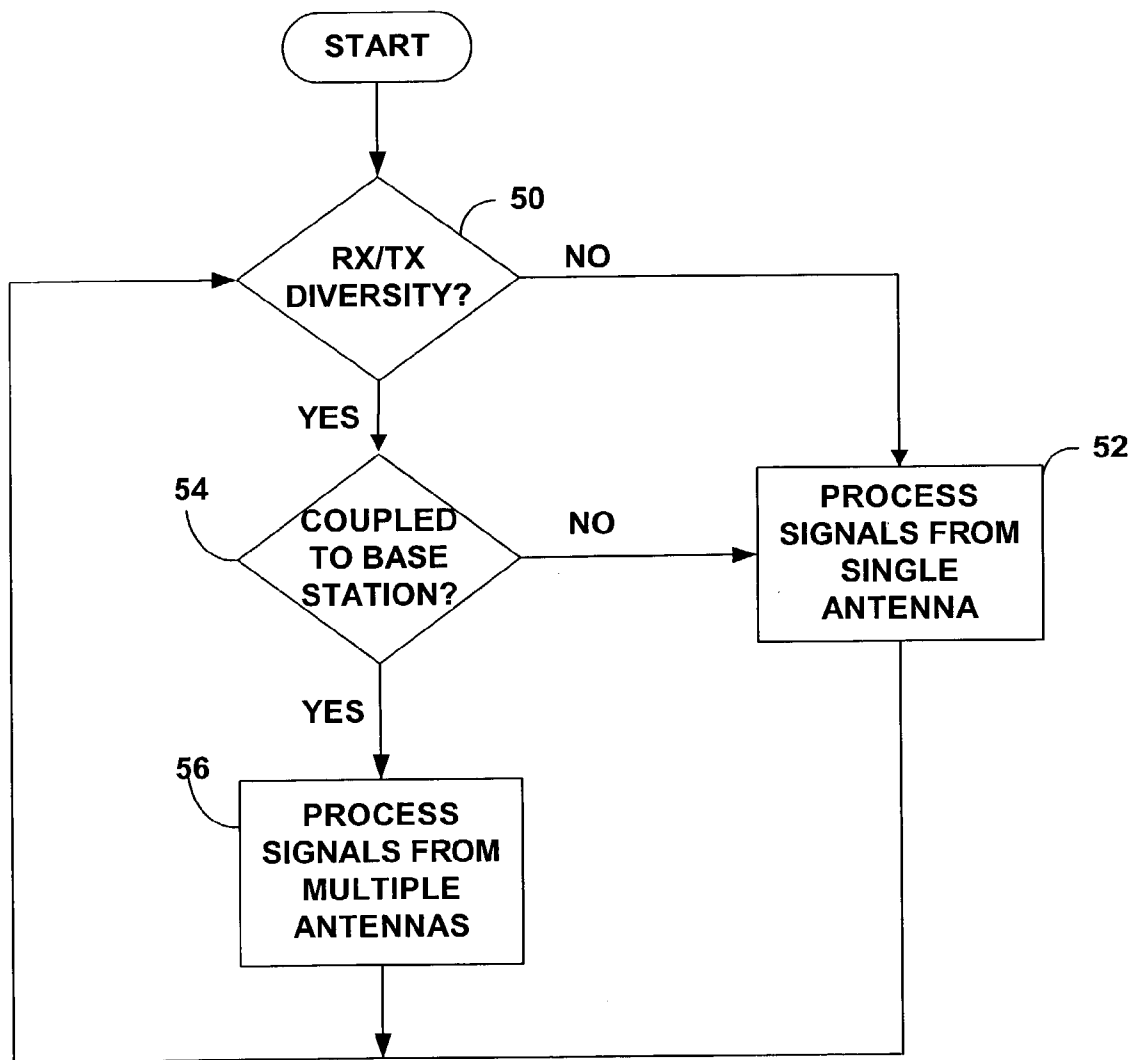 START
50
RX/TX
DIVERSITY?
NO
YES
54
COUPLED
TO BASE
STATION?
NO
52
PROCESS
SIGNALS FROM
SINGLE
ANTENNA
YES
56
PROCESS
SIGNALS FROM
MULTIPLE
ANTENNAS